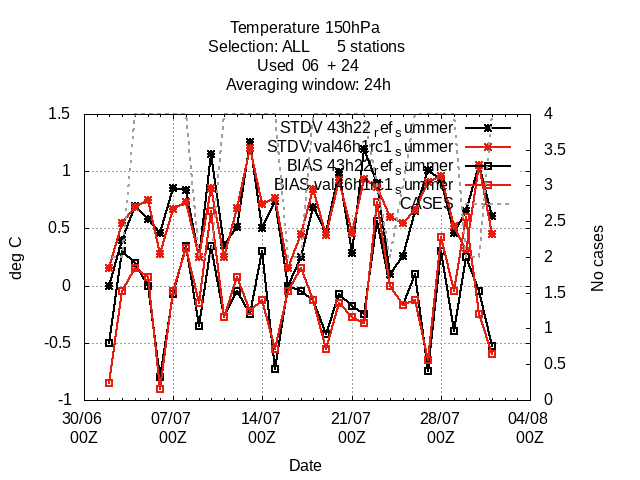 Temperature 150hPa
Selection: ALL 5 stations
Used 06 + 24
Averaging window: 24h
STDV 43h22_ref_summer
STDV val46h1rc1_summer
BIAS 43h22_ref_summer
BIAS val46h1rc1_summer
CASES
1.5
1
0.5
0
-0.5
-1
deg C
4
3.5
3
2.5
2
1.5
1
0.5
0
No cases
30/06 07/07 14/07 21/07 28/07 04/08
00Z 00Z 00Z 00Z 00Z 00Z
Date